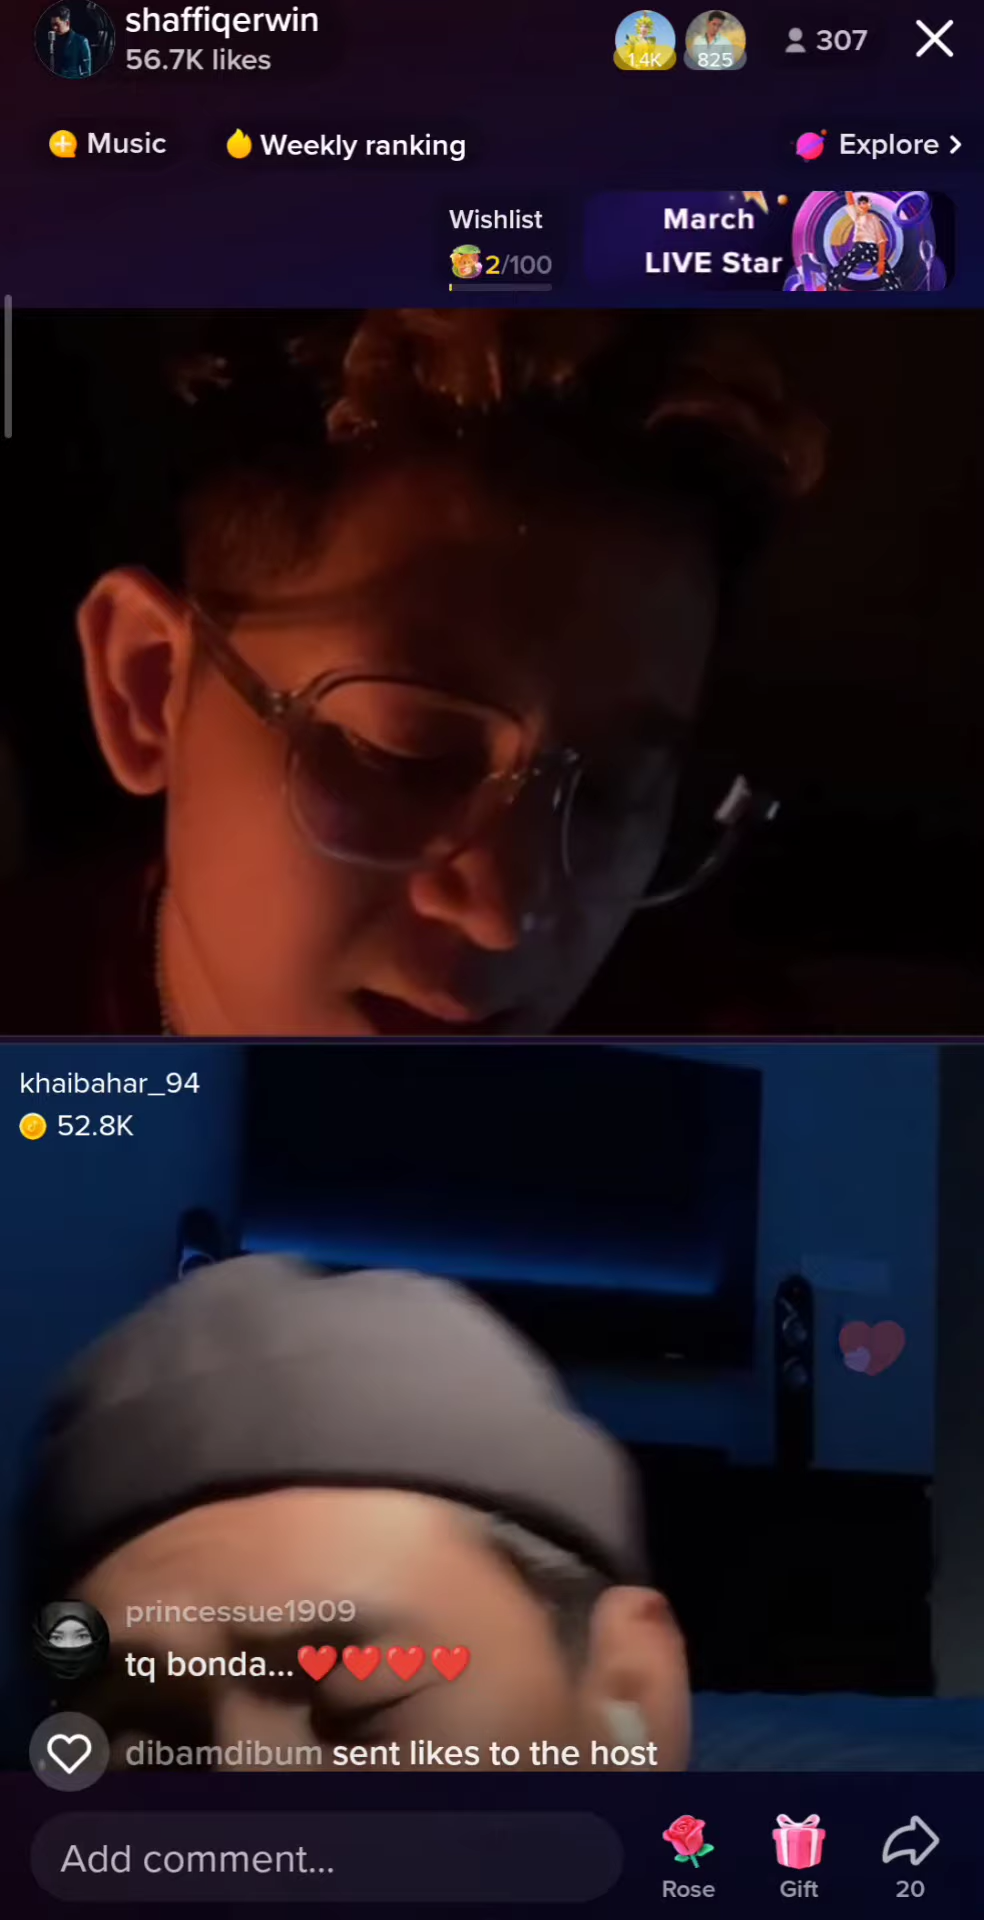 shaffiqerwin
56.7K likes
1.4K
825
307
Music
Weekly ranking
Explore
Wishlist
2/100
March
LIVE Star
khaibahar_94
52.8K
princessue1909
tq bonda...❤️❤️❤️❤️
dibamdibum sent likes to the host
Add comment...
Rose
Gift
20